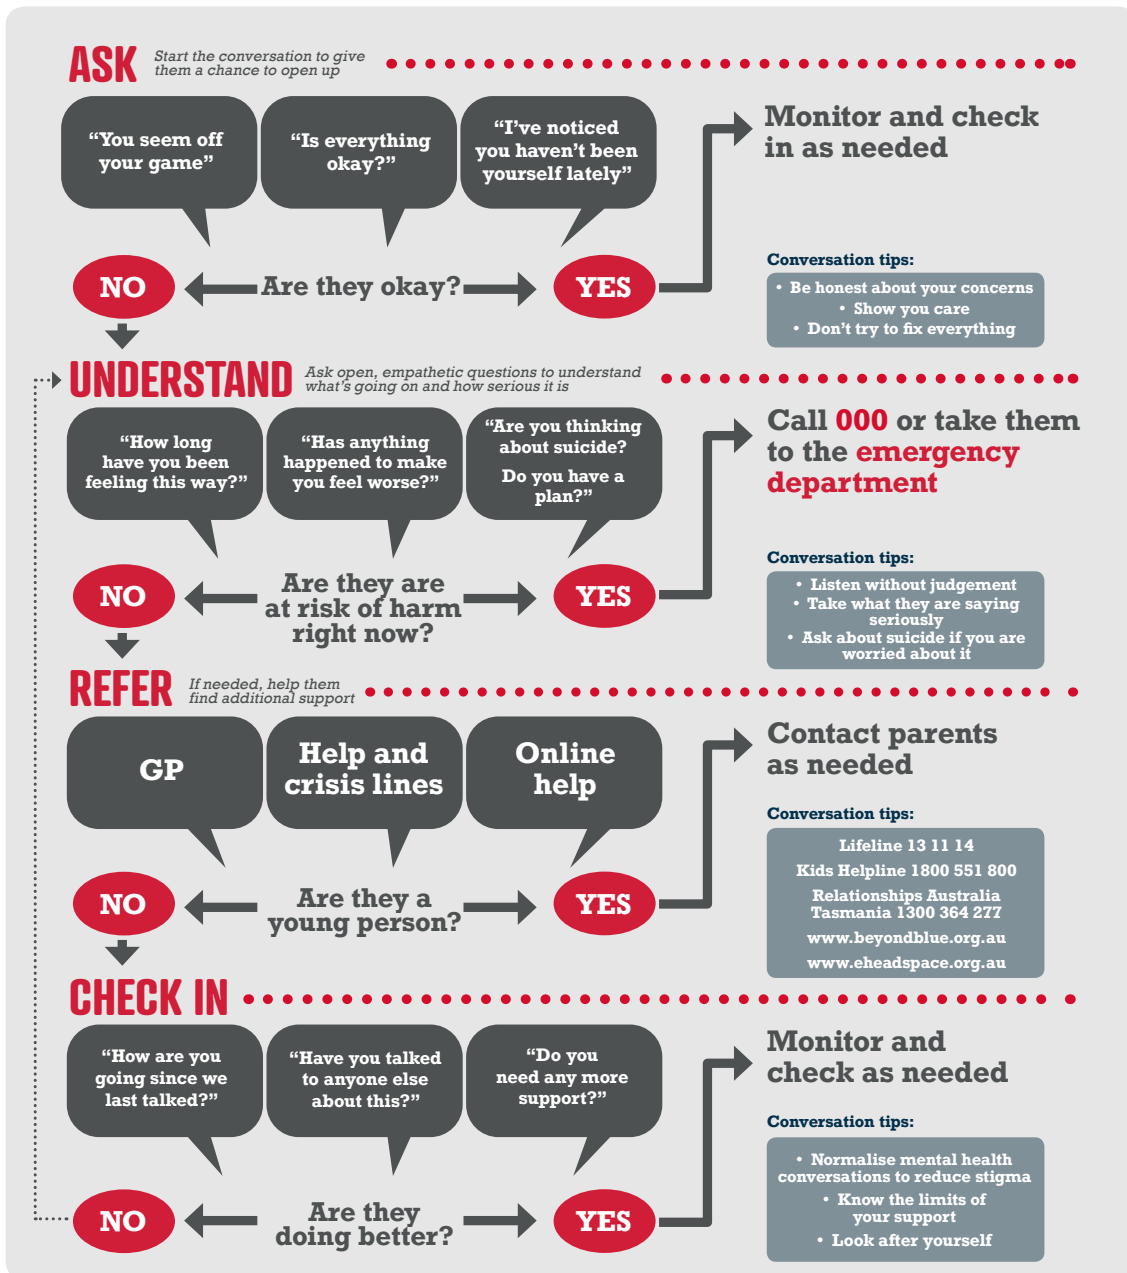 ASK
Start the conversation to give
them a chance to open up
“You seem off
your game”
“Is everything
okay?”
“I’ve noticed
you haven’t been
yourself lately”
Monitor and check
in as needed
Conversation tips:
• Be honest about your concerns
• Show you care
• Don’t try to fix everything
NO
Are they okay?
YES
UNDERSTAND
Ask open, empathetic questions to understand
what’s going on and how serious it is
“How long
have you been
feeling this way?”
“Has anything
happened to make
you feel worse?”
“Are you thinking
about suicide?
Do you have a
plan?”
Call 000 or take them
to the emergency
department
Conversation tips:
• Listen without judgement
• Take what they are saying
seriously
• Ask about suicide if you are
worried about it
NO
Are they are
at risk of harm
right now?
YES
REFER
If needed, help them
find additional support
GP
Help and
crisis lines
Online
help
Contact parents
as needed
Conversation tips:
Lifeline 13 11 14
Kids Helpline 1800 551 800
Relationships Australia
Tasmania 1300 364 277
www.beyondblue.org.au
www.eheadspace.org.au
NO
Are they a
young person?
YES
CHECK IN
“How are you
going since we
last talked?”
“Have you talked
to anyone else
about this?”
“Do you
need any more
support?”
Monitor and
check as needed
Conversation tips:
• Normalise mental health
conversations to reduce stigma
• Know the limits of
your support
• Look after yourself
NO
Are they
doing better?
YES